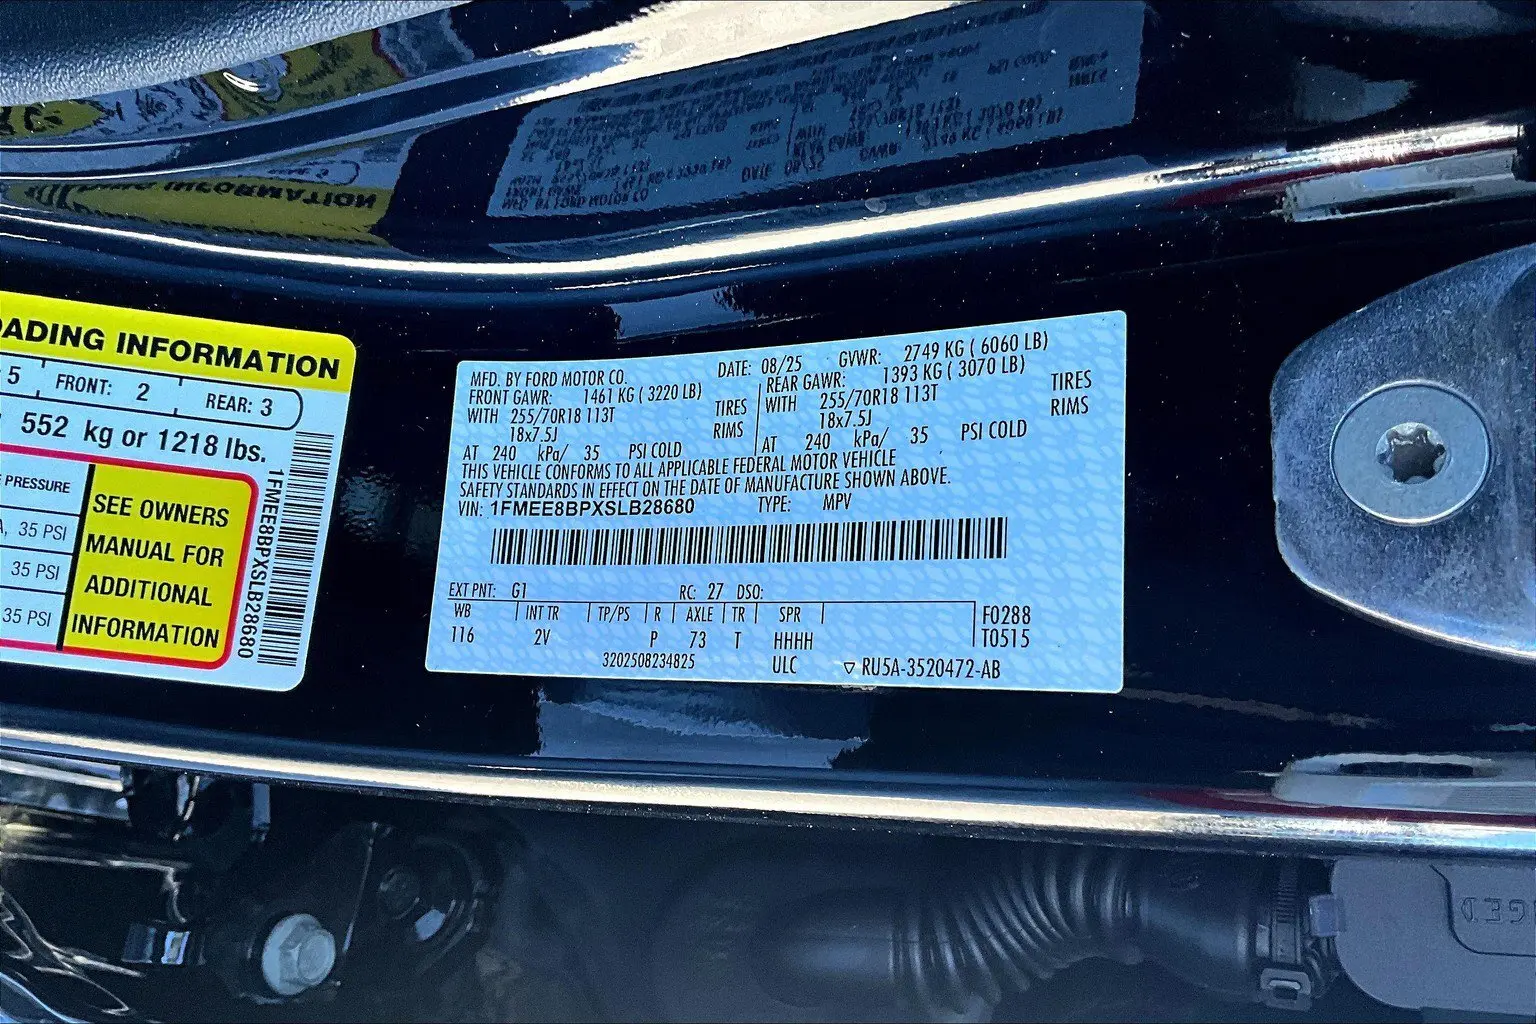 ADING INFORMATION
5 FRONT: 2 REAR: 3
552 kg or 1218 lbs.
PRESSURE
35 PSI
35 PSI
35 PSI
SEE OWNERS
MANUAL FOR
ADDITIONAL
INFORMATION
1FMEE8BPXSLB28680
MFD. BY FORD MOTOR CO. DATE: 08/25 GVWR: 2749 KG ( 6060 LB)
FRONT GAWR: 1461 KG ( 3220 LB) REAR GAWR: 1393 KG ( 3070 LB)
WITH 255/70R18 113T TIRES WITH 255/70R18 113T TIRES
18x7.5J RIMS 18x7.5J RIMS
AT 240 kPa/ 35 PSI COLD AT 240 kPa/ 35 PSI COLD
THIS VEHICLE CONFORMS TO ALL APPLICABLE FEDERAL MOTOR VEHICLE
SAFETY STANDARDS IN EFFECT ON THE DATE OF MANUFACTURE SHOWN ABOVE.
VIN: 1FMEE8BPXSLB28680 TYPE: MPV
EXT PNT: G1 RC: 27 DSO:
WB INT TR TP/PS R AXLE TR SPR F0288
116 2V P 73 T HHHH T0515
3202508234825 ULC ▽ RU5A-3520472-AB